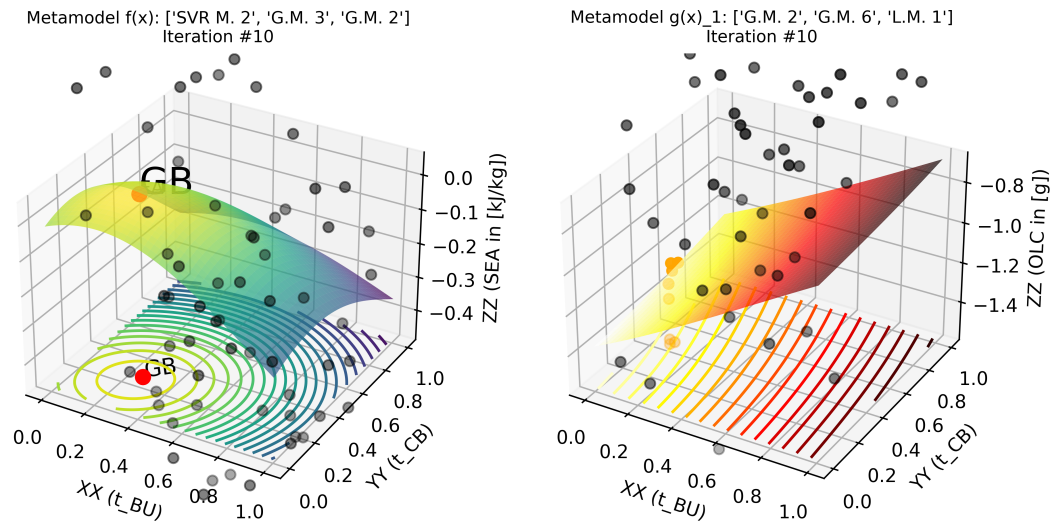 Metamodel f(x): ['SVR M. 2', 'G.M. 3', 'G.M. 2']
Iteration #10
GB
GB
0.0
−0.1
−0.2
−0.3
−0.4
ZZ (SEA in [kJ/kg])
0.0
0.2
0.4
0.6
0.8
1.0
XX (t_BU)
0.0
0.2
0.4
0.6
0.8
1.0
YY (t_CB)
Metamodel g(x)_1: ['G.M. 2', 'G.M. 6', 'L.M. 1']
Iteration #10
−0.8
−1.0
−1.2
−1.4
ZZ (OLC in [g])
0.0
0.2
0.4
0.6
0.8
1.0
XX (t_BU)
0.0
0.2
0.4
0.6
0.8
1.0
YY (t_CB)